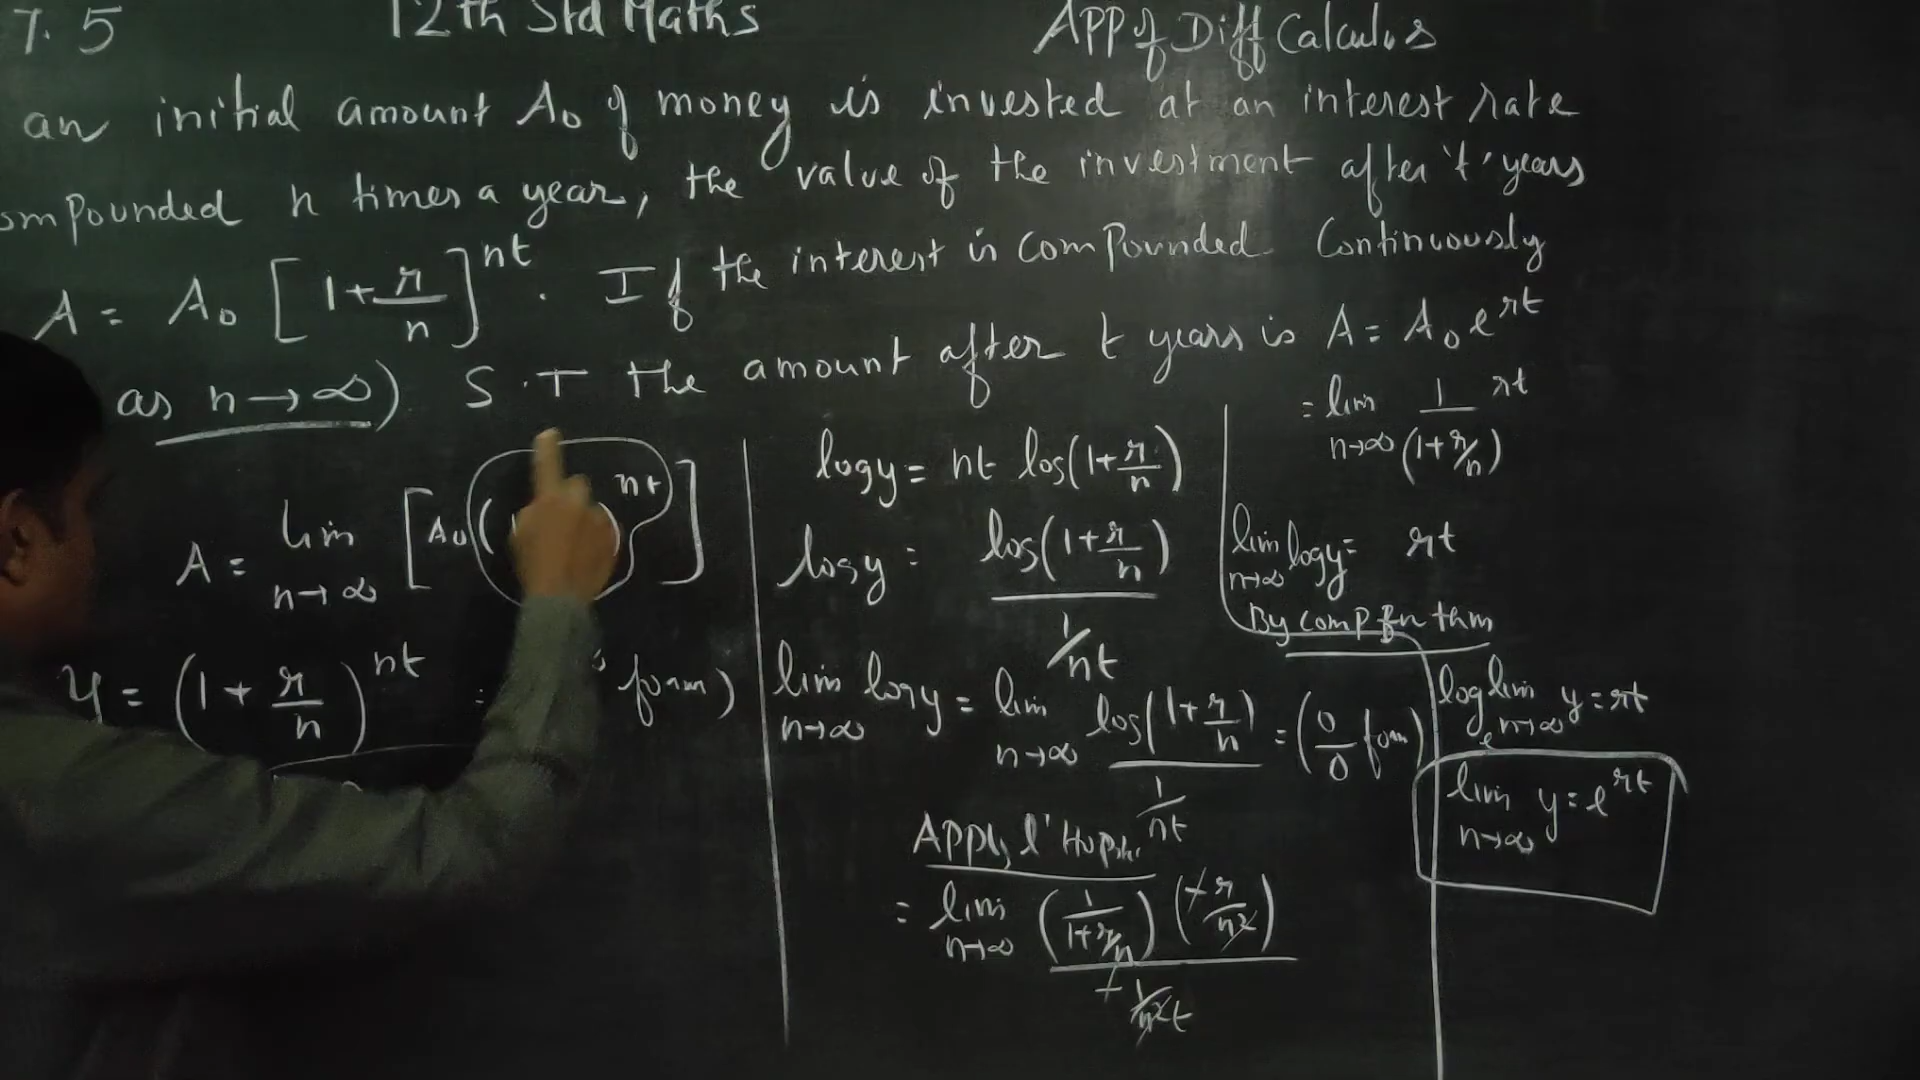 7.5 12th Std Maths App of Diff Calculus
an initial amount A₀ of money is invested at an interest rate
ompounded n times a year, the value of the investment after 't' years
A = A₀ [1 + r/n]^nt . If the interest is compounded Continuously
as n → ∞) S.T the amount after t years is A = A₀ e^rt
A = lim n→∞ [A₀ ( )^nt]
y = (1 + r/n)^nt form)
log y = nt log(1 + r/n)
log y = log(1 + r/n) / 1/nt
lim n→∞ log y = lim n→∞ log(1 + r/n) / 1/nt = (0/0 form)
Apply l'Hopi
= lim n→∞ (1/(1 + r/n)) (-r/n²) / -1/n²t
= lim n→∞ 1/(1 + r/n) rt
lim n→∞ log y = rt
By comp fn thm
logₑ lim n→∞ y = rt
lim n→∞ y = e^rt